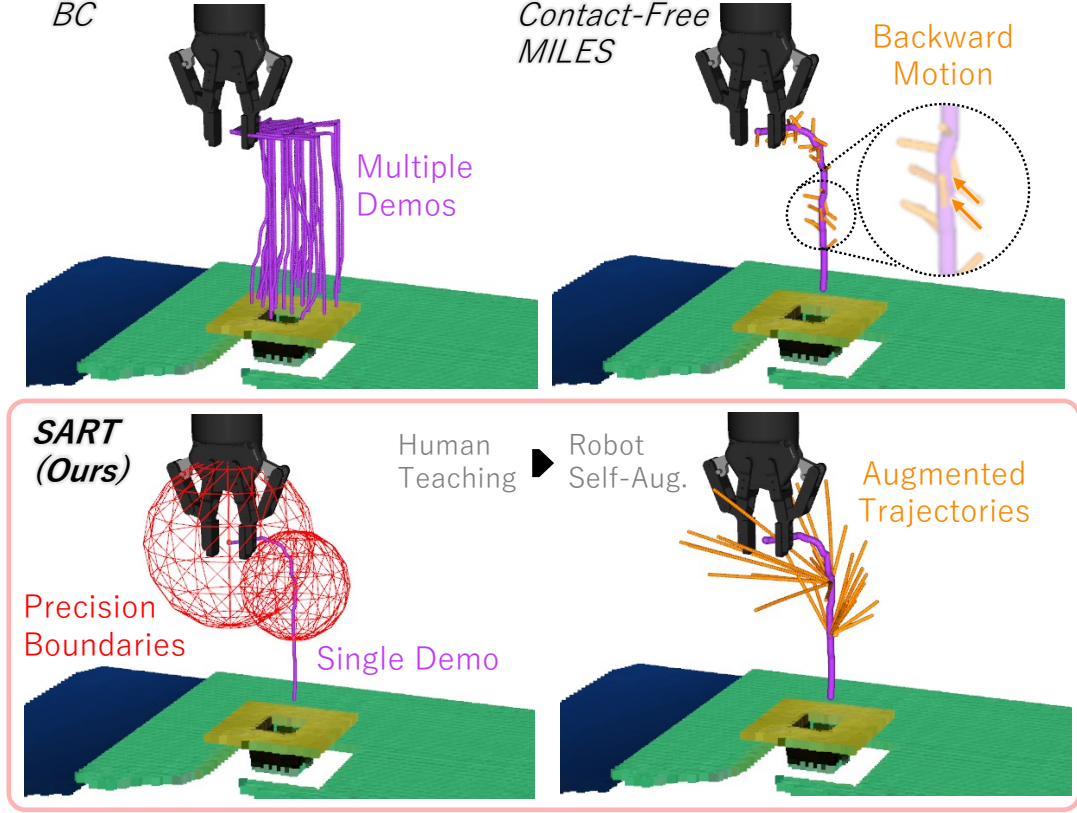 BC
Multiple
Demos
Contact-Free
MILES
Backward
Motion
SART
(Ours)
Human
Teaching
Robot
Self-Aug.
Precision
Boundaries
Single Demo
Augmented
Trajectories